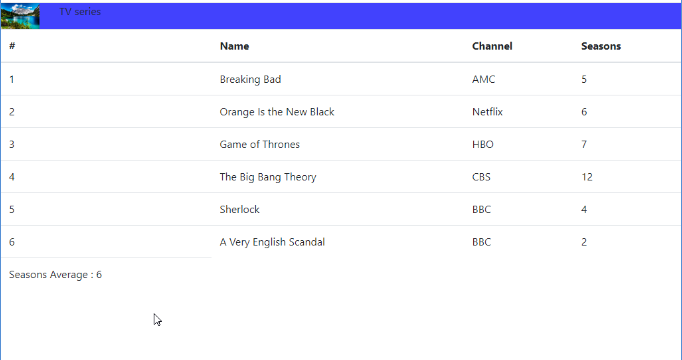 TV series
# Name Channel Seasons
1 Breaking Bad AMC 5
2 Orange Is the New Black Netflix 6
3 Game of Thrones HBO 7
4 The Big Bang Theory CBS 12
5 Sherlock BBC 4
6 A Very English Scandal BBC 2
Seasons Average : 6